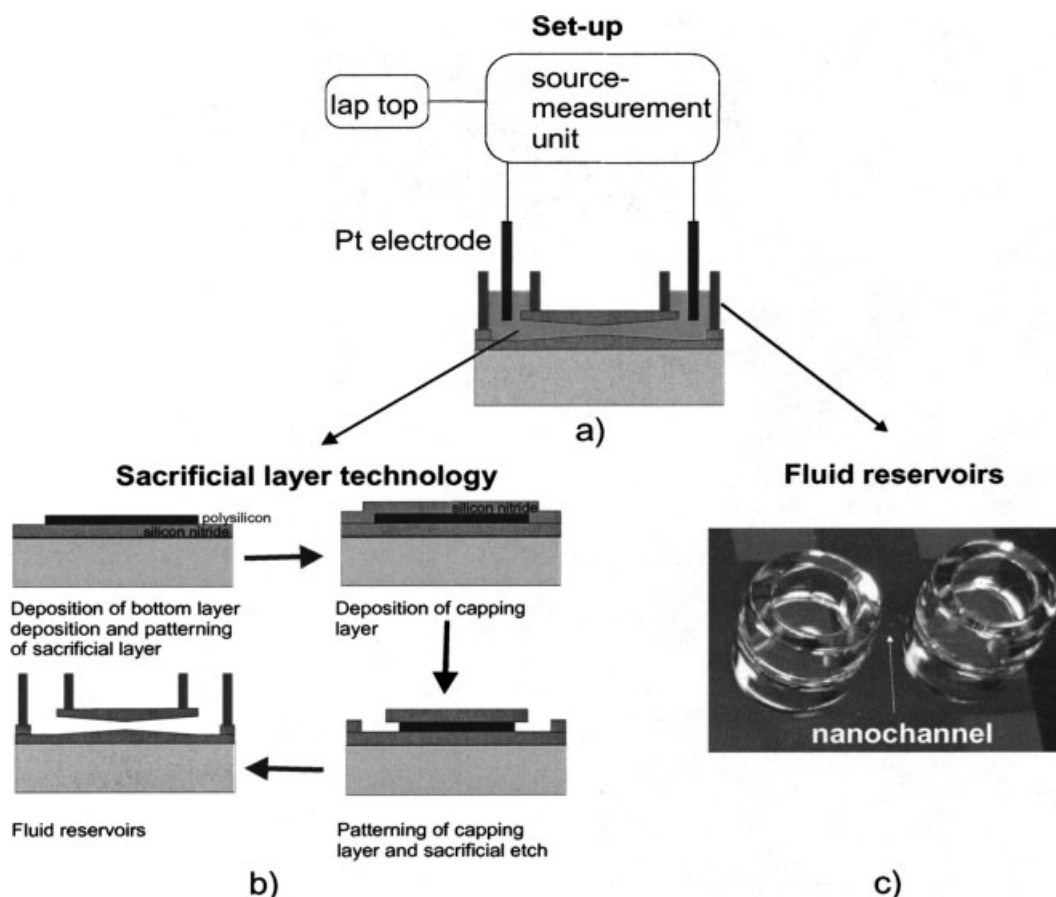 Set-up
lap top
source-
measurement
unit
Pt electrode
a)
Sacrificial layer technology
Fluid reservoirs
polysilicon
silicon nitride
silicon nitride
Deposition of bottom layer
deposition and patterning
of sacrificial layer
Deposition of capping
layer
nanochannel
Fluid reservoirs
Patterning of capping
layer and sacrificial etch
b)
c)